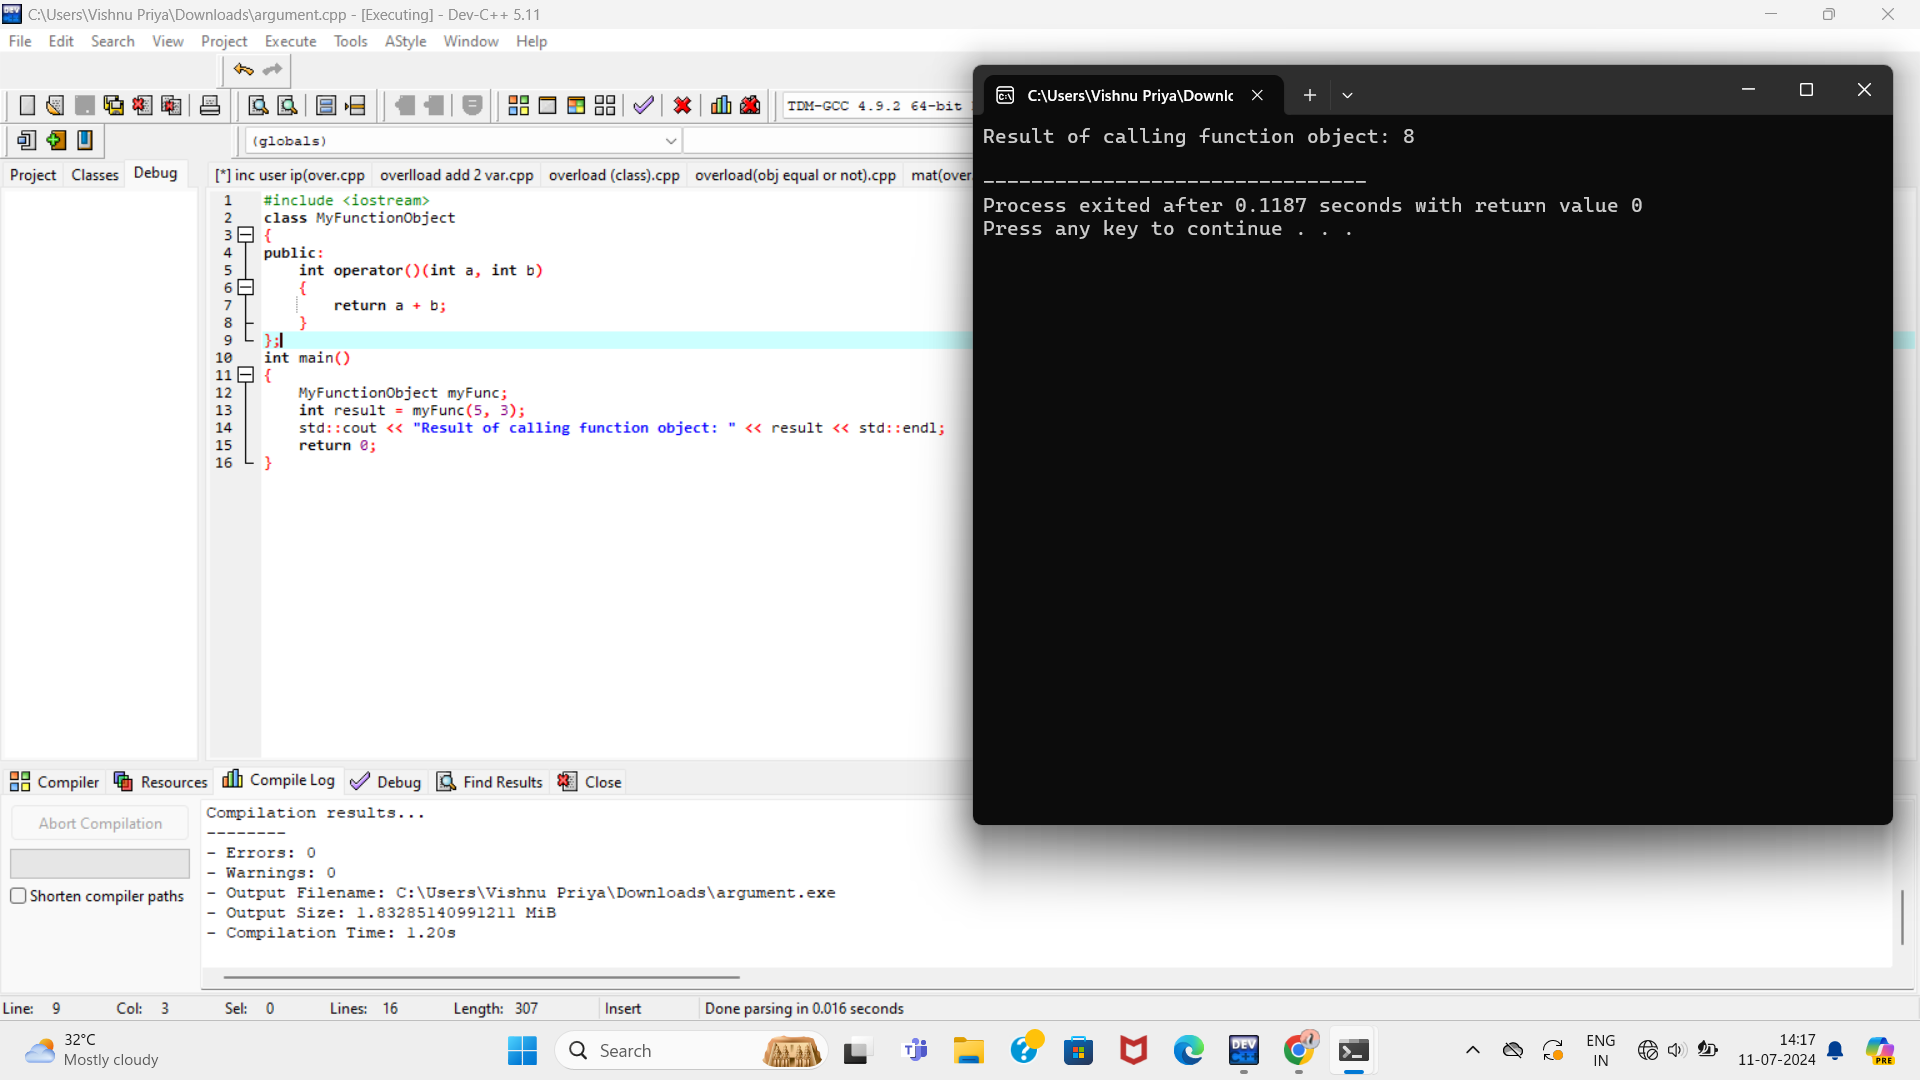 C:\Users\Vishnu Priya\Downloads\argument.cpp - [Executing] - Dev-C++ 5.11
File Edit Search View Project Execute Tools AStyle Window Help
TDM-GCC 4.9.2 64-bit
(globals)
Project Classes Debug
[*] inc user ip(over.cpp overlload add 2 var.cpp overload (class).cpp overload(obj equal or not).cpp mat(over.
1 #include <iostream>
2 class MyFunctionObject
3 {
4 public:
5 int operator()(int a, int b)
6 {
7 return a + b;
8 }
9 };
10 int main()
11 {
12 MyFunctionObject myFunc;
13 int result = myFunc(5, 3);
14 std::cout << "Result of calling function object: " << result << std::endl;
15 return 0;
16 }
C:\Users\Vishnu Priya\Downlc
Result of calling function object: 8
--------------------------------
Process exited after 0.1187 seconds with return value 0
Press any key to continue . . .
Compiler Resources Compile Log Debug Find Results Close
Abort Compilation
Shorten compiler paths
Compilation results...
--------
- Errors: 0
- Warnings: 0
- Output Filename: C:\Users\Vishnu Priya\Downloads\argument.exe
- Output Size: 1.83285140991211 MiB
- Compilation Time: 1.20s
Line: 9 Col: 3 Sel: 0 Lines: 16 Length: 307 Insert Done parsing in 0.016 seconds
32°C
Mostly cloudy
Search
DEV
ENG
IN
14:17
11-07-2024
PRE